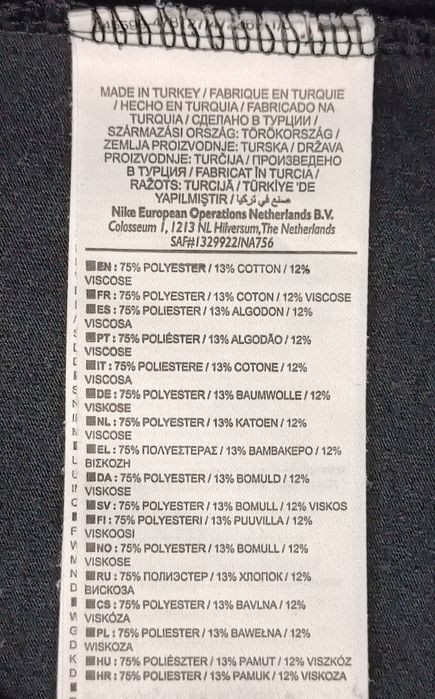 MADE IN TURKEY / FABRIQUE EN TURQUIE
/ HECHO EN TURQUIA / FABRICADO NA
TURQUIA / СДЕЛАНО В ТУРЦИИ /
SZÁRMAZÁSI ORSZÁG: TÖRÖKORSZÁG /
ZEMLJA PROIZVODNJE: TURSKA / DRŽAVA
PROIZVODNJE: TURČIJA / ПРОИЗВЕДЕНО
В ТУРЦИЯ / FABRICAT ÎN TURCIA /
RAŽOTS: TURCIJĀ / TÜRKİYE 'DE
YAPILMIŞTIR / صنع في تركيا
Nike European Operations Netherlands B.V.
Colosseum 1, 1213 NL Hilversum,The Netherlands
SAF#1329922/NA756
EN : 75% POLYESTER / 13% COTTON / 12%
VISCOSE
FR : 75% POLYESTER / 13% COTON / 12% VISCOSE
ES : 75% POLIESTER / 13% ALGODON / 12%
VISCOSA
PT : 75% POLIÉSTER / 13% ALGODÃO / 12%
VISCOSE
IT : 75% POLIESTERE / 13% COTONE / 12%
VISCOSA
DE : 75% POLYESTER / 13% BAUMWOLLE / 12%
VISKOSE
NL : 75% POLYESTER / 13% KATOEN / 12%
VISCOSE
EL : 75% ΠΟΛΥΕΣΤΕΡΑΣ / 13% ΒΑΜΒΑΚΕΡΟ / 12%
ΒΙΣΚΟΖΗ
DA : 75% POLYESTER / 13% BOMULD / 12%
VISKOSE
SV : 75% POLYESTER / 13% BOMULL / 12% VISKOS
FI : 75% POLYESTERI / 13% PUUVILLA / 12%
VISKOOSI
NO : 75% POLYESTER / 13% BOMULL / 12%
VISKOSE
RU : 75% ПОЛИЭСТЕР / 13% ХЛОПОК / 12%
ВИСКОЗА
CS : 75% POLYESTER / 13% BAVLNA / 12%
VISKÓZA
PL : 75% POLIESTER / 13% BAWEŁNA / 12%
WISKOZA
HU : 75% POLIÉSZTER / 13% PAMUT / 12% VISZKÓZ
HR : 75% POLIESTER / 13% PAMUK / 12% VISKOZA